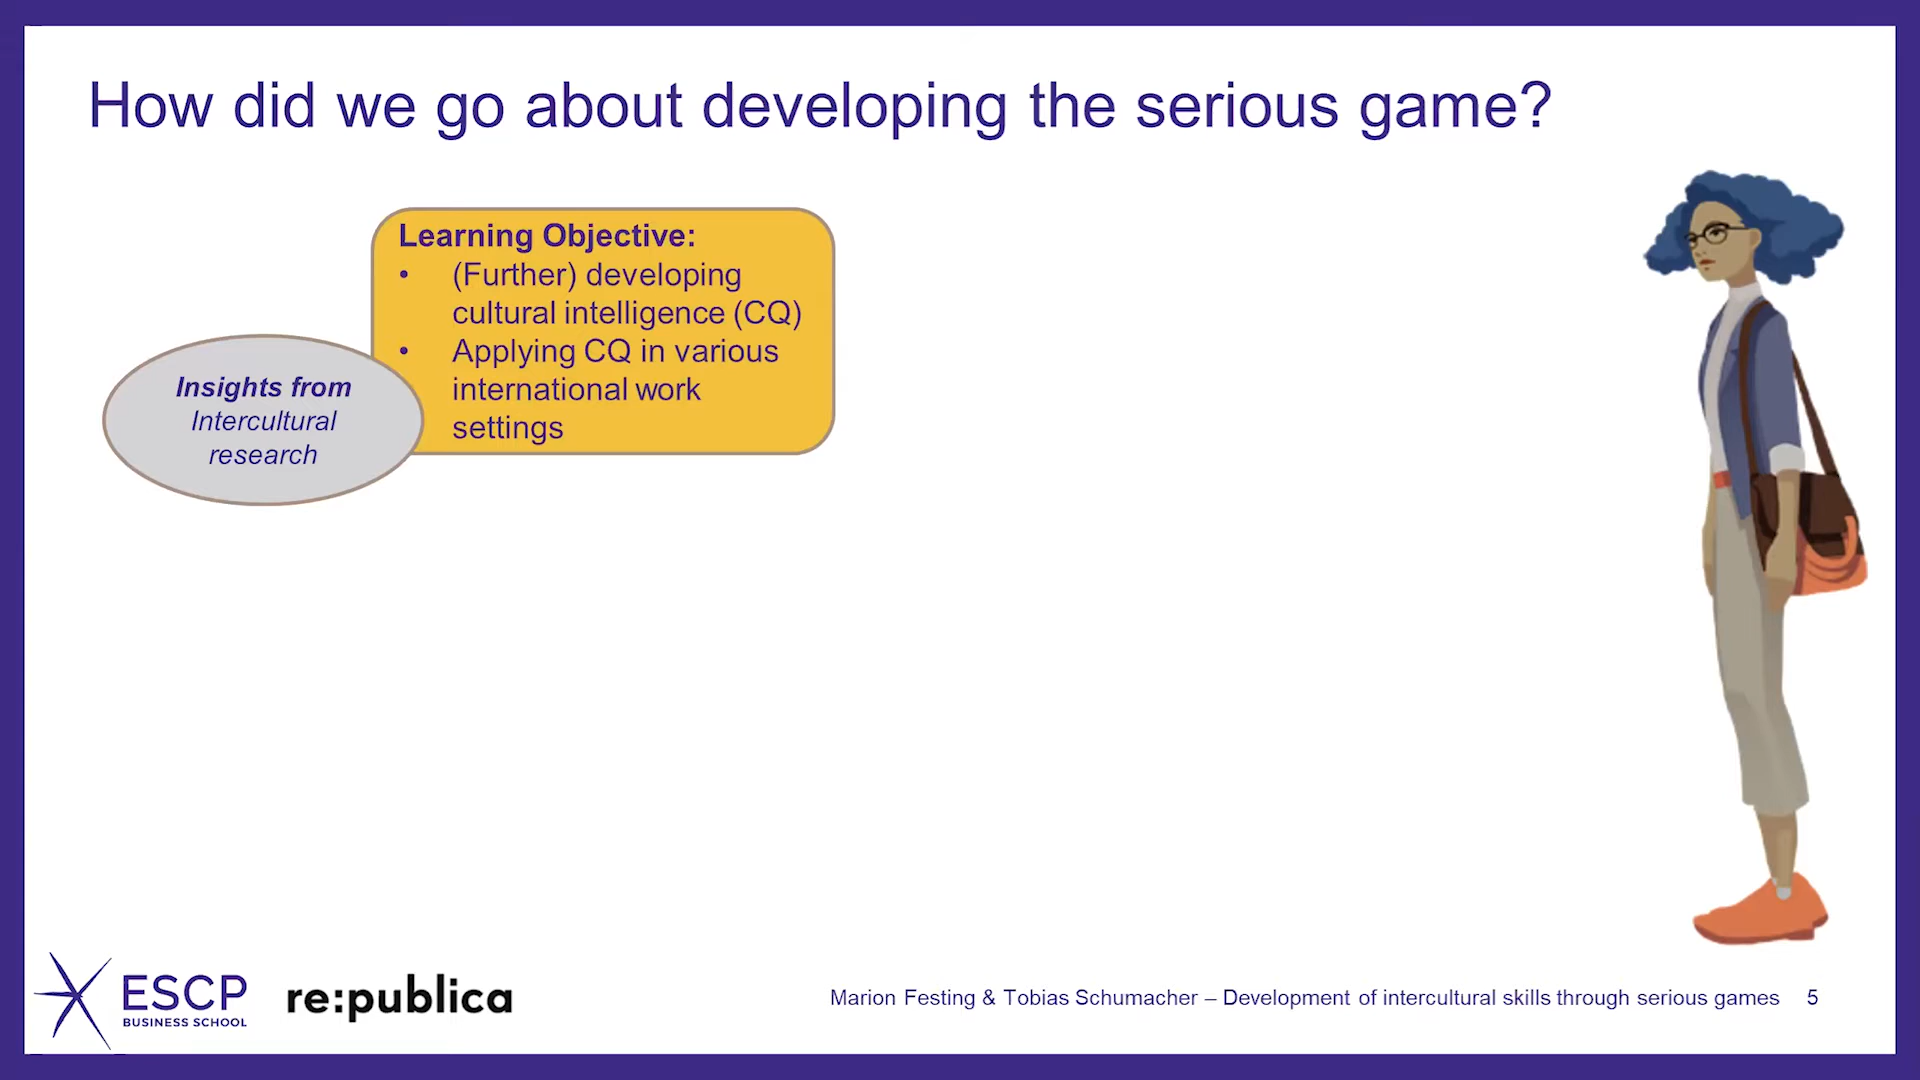 How did we go about developing the serious game?
Learning Objective:
• (Further) developing
cultural intelligence (CQ)
• Applying CQ in various
international work
settings
Insights from
Intercultural
research
ESCP
BUSINESS SCHOOL
re:publica
Marion Festing & Tobias Schumacher – Development of intercultural skills through serious games 5